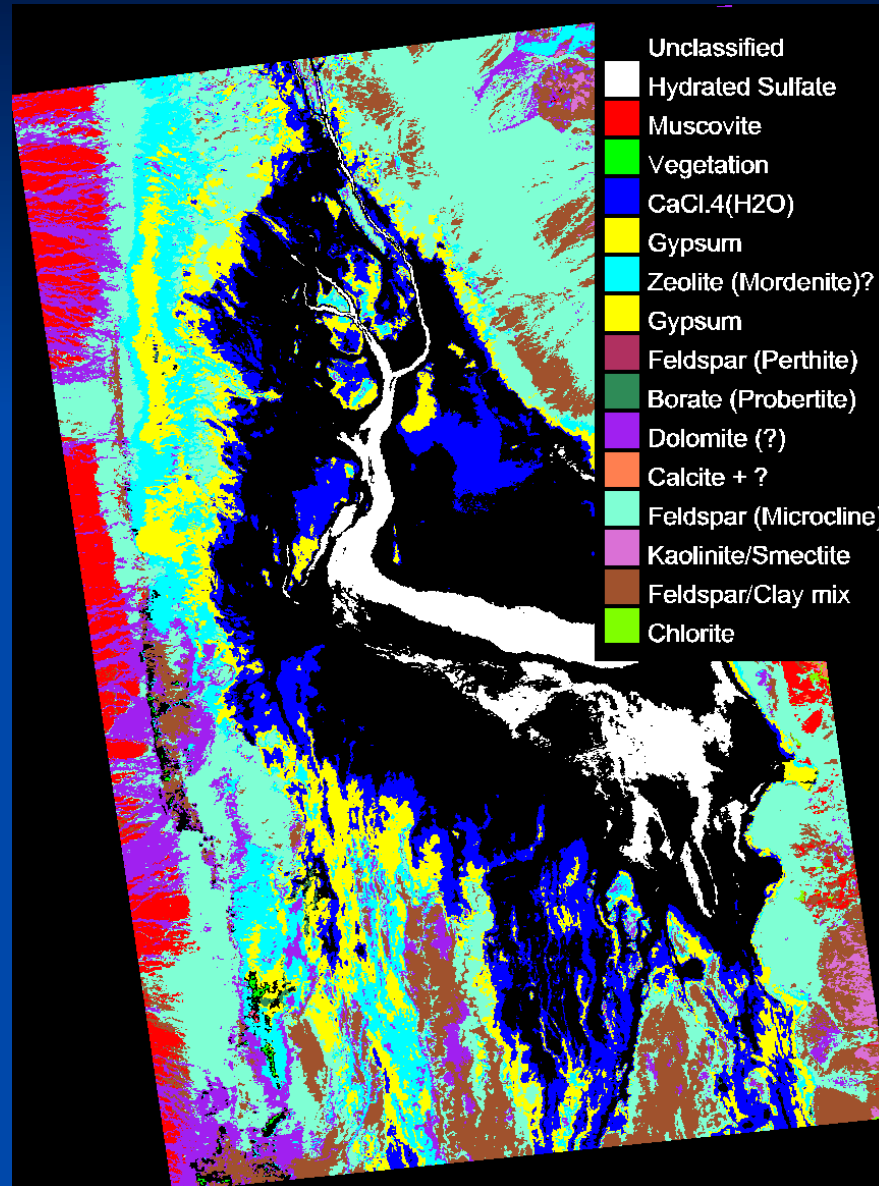 Unclassified
Hydrated Sulfate
Muscovite
Vegetation
CaCl.4(H2O)
Gypsum
Zeolite (Mordenite)?
Gypsum
Feldspar (Perthite)
Borate (Probertite)
Dolomite (?)
Calcite + ?
Feldspar (Microcline)
Kaolinite/Smectite
Feldspar/Clay mix
Chlorite